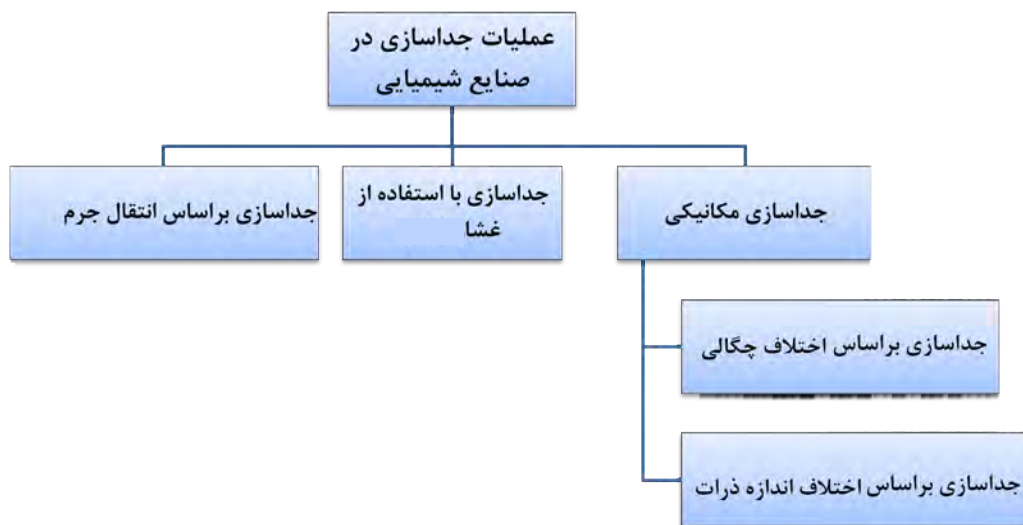 عملیات جداسازی در
صنایع شیمیایی
جداسازی مکانیکی
جداسازی با استفاده از
غشا
جداسازی براساس انتقال جرم
جداسازی براساس اختلاف چگالی
جداسازی براساس اختلاف اندازه ذرات